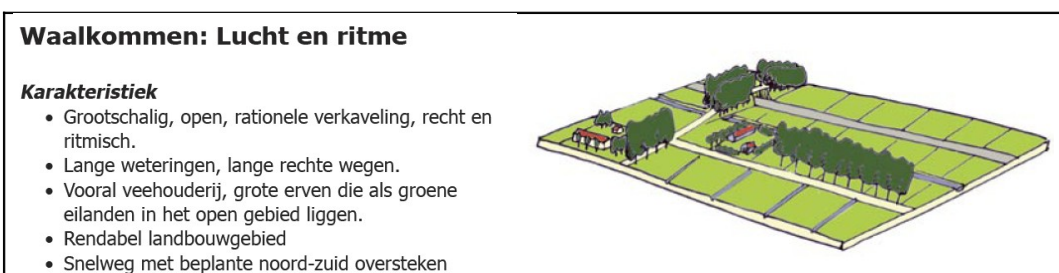 Waalkommen: Lucht en ritme
Karakteristiek
• Grootschalig, open, rationele verkaveling, recht en
ritmisch.
• Lange weteringen, lange rechte wegen.
• Vooral veehouderij, grote erven die als groene
eilanden in het open gebied liggen.
• Rendabel landbouwgebied
• Snelweg met beplante noord-zuid oversteken